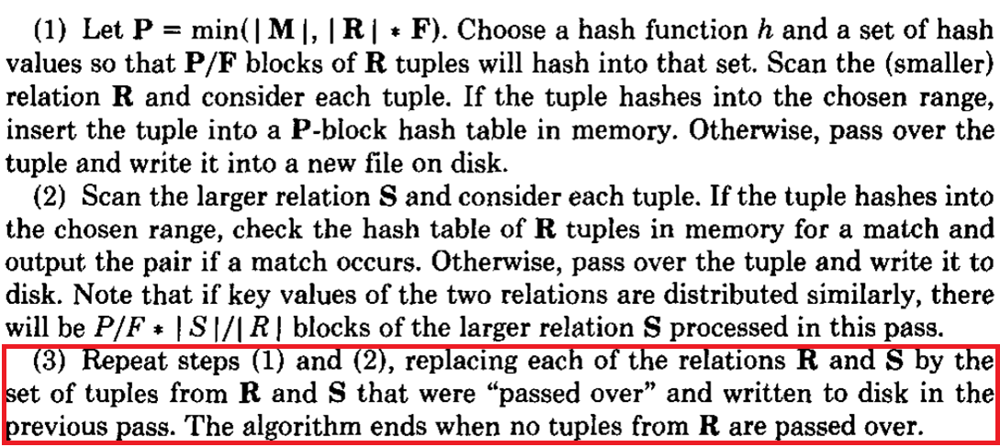 (1) Let P = min(| M |, | R | * F). Choose a hash function h and a set of hash
values so that P/F blocks of R tuples will hash into that set. Scan the (smaller)
relation R and consider each tuple. If the tuple hashes into the chosen range,
insert the tuple into a P-block hash table in memory. Otherwise, pass over the
tuple and write it into a new file on disk.
(2) Scan the larger relation S and consider each tuple. If the tuple hashes into
the chosen range, check the hash table of R tuples in memory for a match and
output the pair if a match occurs. Otherwise, pass over the tuple and write it to
disk. Note that if key values of the two relations are distributed similarly, there
will be P/F * | S |/| R | blocks of the larger relation S processed in this pass.
(3) Repeat steps (1) and (2), replacing each of the relations R and S by the
set of tuples from R and S that were “passed over” and written to disk in the
previous pass. The algorithm ends when no tuples from R are passed over.